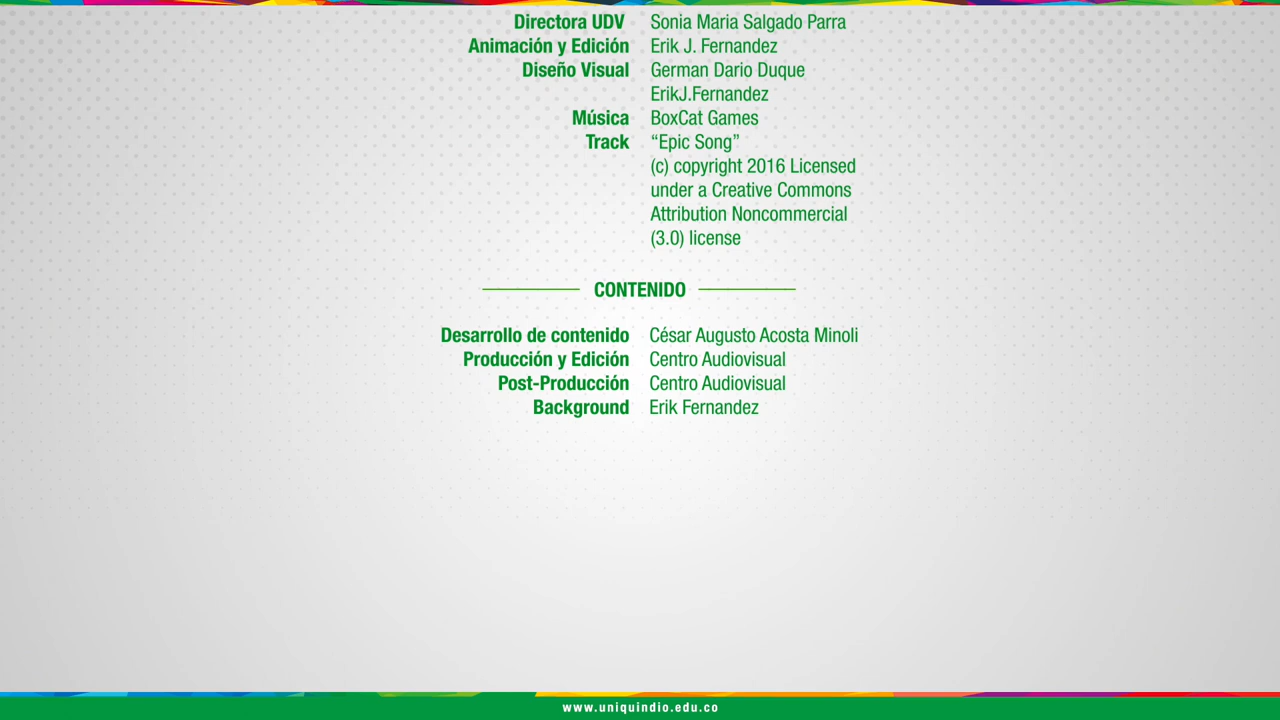 Directora UDV Sonia Maria Salgado Parra
Animación y Edición Erik J. Fernandez
Diseño Visual German Dario Duque
ErikJ.Fernandez
Música BoxCat Games
Track “Epic Song”
(c) copyright 2016 Licensed
under a Creative Commons
Attribution Noncommercial
(3.0) license
CONTENIDO
Desarrollo de contenido César Augusto Acosta Minoli
Producción y Edición Centro Audiovisual
Post-Producción Centro Audiovisual
Background Erik Fernandez
www.uniquindio.edu.co